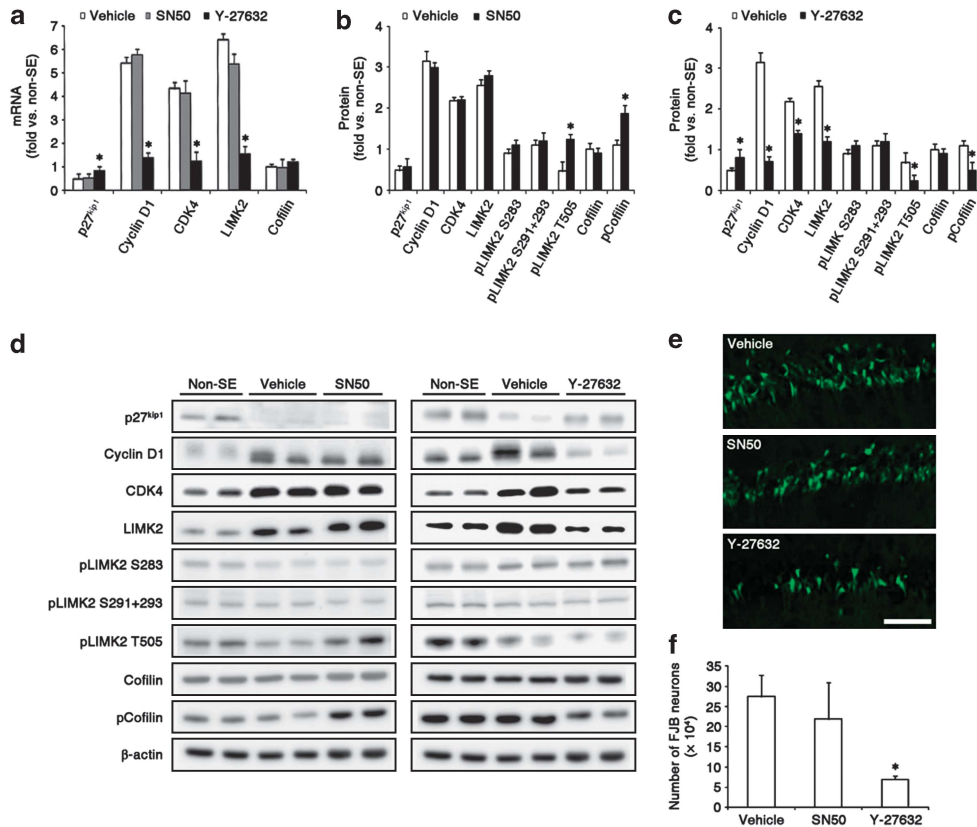 a
Vehicle SN50 Y-27632
mRNA
(fold vs. non-SE)
7
6
5
4
3
2
1
0
*
*
*
*
p27kip1
Cyclin D1
CDK4
LIMK2
Cofilin
b
Vehicle SN50
Protein
(fold vs. non-SE)
4
3
2
1
0
*
*
p27kip1
Cyclin D1
CDK4
LIMK2
pLIMK2 S283
pLIMK2 S291+293
pLIMK2 T505
Cofilin
pCofilin
c
Vehicle Y-27632
Protein
(fold vs. non-SE)
4
3
2
1
0
*
*
*
*
*
*
p27kip1
Cyclin D1
CDK4
LIMK2
pLIMK S283
pLIMK2 S291+293
pLIMK2 T505
Cofilin
pCofilin
d
Non-SE Vehicle SN50
Non-SE Vehicle Y-27632
p27kip1
Cyclin D1
CDK4
LIMK2
pLIMK2 S283
pLIMK2 S291+293
pLIMK2 T505
Cofilin
pCofilin
β-actin
e
Vehicle
SN50
Y-27632
f
Number of FJB neurons
(× 10⁴)
35
30
25
20
15
10
5
0
*
Vehicle SN50 Y-27632